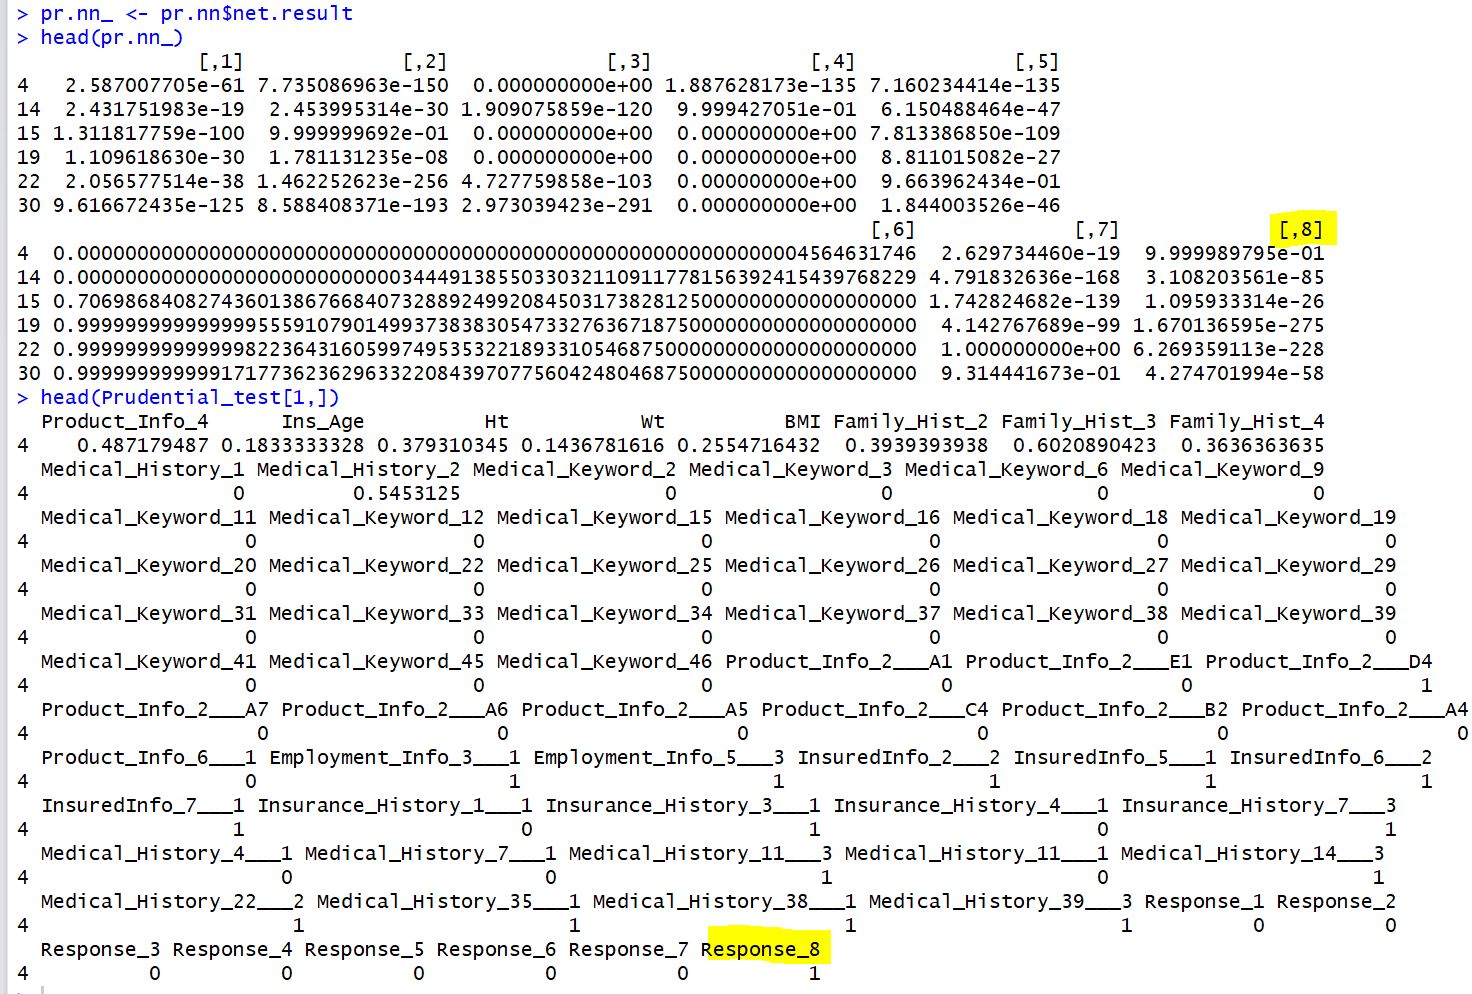 > pr.nn_ <- pr.nn$net.result
> head(pr.nn_)
[,1] [,2] [,3] [,4] [,5]
4 2.587007705e-61 7.735086963e-150 0.000000000e+00 1.887628173e-135 7.160234414e-135
14 2.431751983e-19 2.453995314e-30 1.909075859e-120 9.999427051e-01 6.150488464e-47
15 1.311817759e-100 9.999999692e-01 0.000000000e+00 0.000000000e+00 7.813386850e-109
19 1.109618630e-30 1.781131235e-08 0.000000000e+00 0.000000000e+00 8.811015082e-27
22 2.056577514e-38 1.462252623e-256 4.727759858e-103 0.000000000e+00 9.663962434e-01
30 9.616672435e-125 8.588408371e-193 2.973039423e-291 0.000000000e+00 1.844003526e-46
[,6] [,7] [,8]
4 2.629734460e-19 9.999989795e-01
14 4.791832636e-168 3.108203561e-85
15 1.742824682e-139 1.095933314e-26
19 4.142767689e-99 1.670136595e-275
22 1.000000000e+00 6.269359113e-228
30 9.314441673e-01 4.274701994e-58
> head(Prudential_test[1,])
Product_Info_4 Ins_Age Ht Wt BMI Family_Hist_2 Family_Hist_3 Family_Hist_4
4 0.487179487 0.1833333328 0.379310345 0.1436781616 0.2554716432 0.3939393938 0.6020890423 0.3636363635
Medical_History_1 Medical_History_2 Medical_Keyword_2 Medical_Keyword_3 Medical_Keyword_6 Medical_Keyword_9
4 0 0.5453125 0 0 0 0
Medical_Keyword_11 Medical_Keyword_12 Medical_Keyword_15 Medical_Keyword_16 Medical_Keyword_18 Medical_Keyword_19
4 0 0 0 0 0 0
Medical_Keyword_20 Medical_Keyword_22 Medical_Keyword_25 Medical_Keyword_26 Medical_Keyword_27 Medical_Keyword_29
4 0 0 0 0 0 0
Medical_Keyword_31 Medical_Keyword_33 Medical_Keyword_34 Medical_Keyword_37 Medical_Keyword_38 Medical_Keyword_39
4 0 0 0 0 0 0
Medical_Keyword_41 Medical_Keyword_45 Medical_Keyword_46 Product_Info_2___A1 Product_Info_2___E1 Product_Info_2___D4
4 0 0 0 0 0 1
Product_Info_2___A7 Product_Info_2___A6 Product_Info_2___A5 Product_Info_2___C4 Product_Info_2___B2 Product_Info_2___A4
4 0 0 0 0 0 0
Product_Info_6___1 Employment_Info_3___1 Employment_Info_5___3 InsuredInfo_2___2 InsuredInfo_5___1 InsuredInfo_6___2
4 0 1 1 1 1 1
InsuredInfo_7___1 Insurance_History_1___1 Insurance_History_3___1 Insurance_History_4___1 Insurance_History_7___3
4 1 0 1 0 1
Medical_History_4___1 Medical_History_7___1 Medical_History_11___3 Medical_History_11___1 Medical_History_14___3
4 0 0 1 0 1
Medical_History_22___2 Medical_History_35___1 Medical_History_38___1 Medical_History_39___3 Response_1 Response_2
4 1 1 1 1 0 0
Response_3 Response_4 Response_5 Response_6 Response_7 Response_8
4 0 0 0 0 0 1